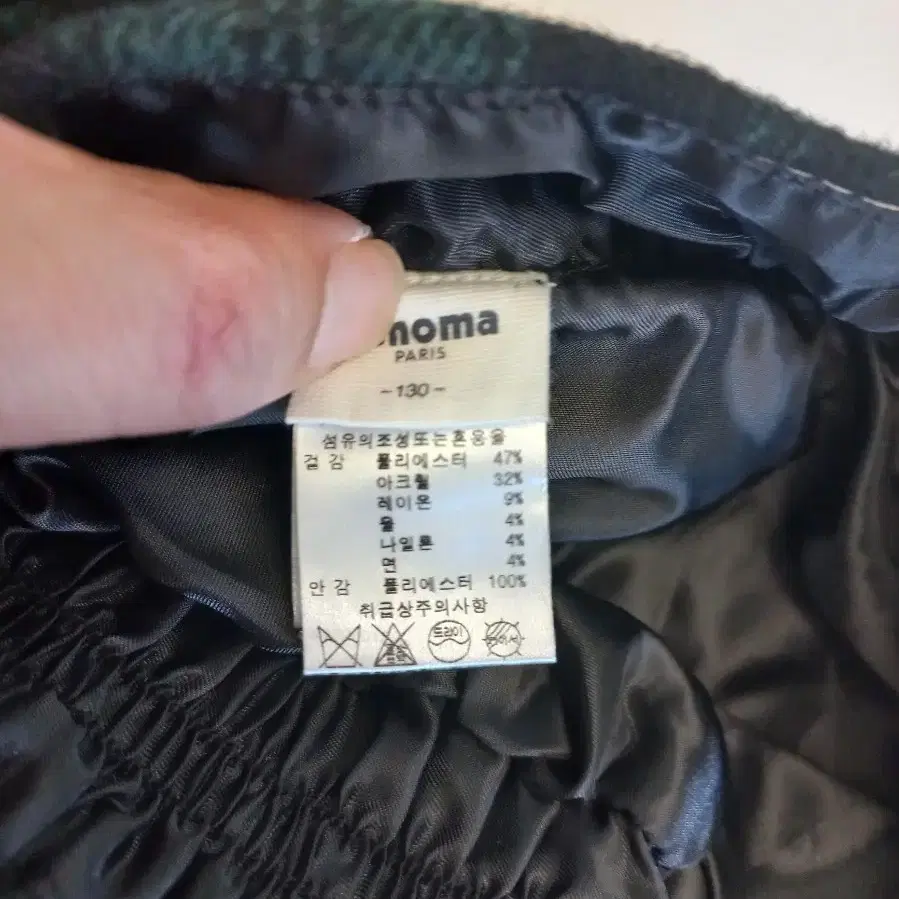 noma
PARIS
-130-
섬유의조성또는혼용율
겉 감 폴리에스터 47%
아크릴 32%
레이온 9%
울 4%
나일론 4%
면 4%
안 감 폴리에스터 100%
취급상주의사항
드라이